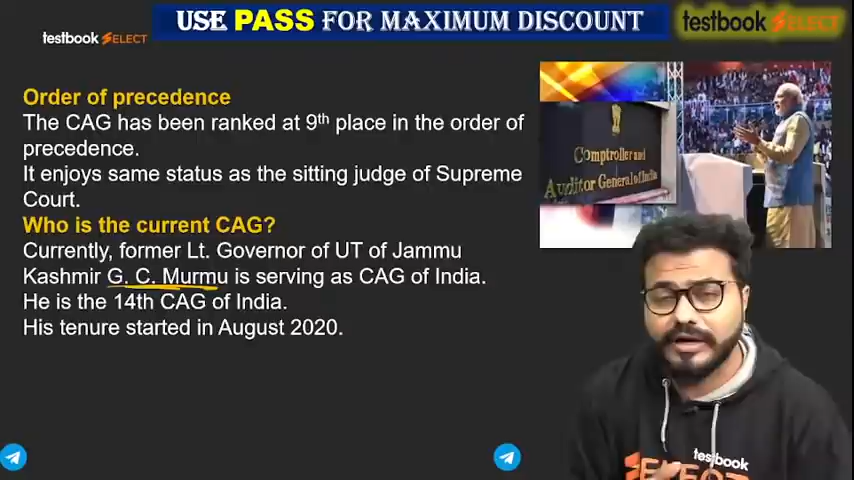 USE PASS FOR MAXIMUM DISCOUNT
testbook SELECT
testbook SELECT
Order of precedence
The CAG has been ranked at 9th place in the order of
precedence.
It enjoys same status as the sitting judge of Supreme
Court.
Who is the current CAG?
Currently, former Lt. Governor of UT of Jammu
Kashmir G. C. Murmu is serving as CAG of India.
He is the 14th CAG of India.
His tenure started in August 2020.
Comptroller and
Auditor General of India
testbook
SELECT